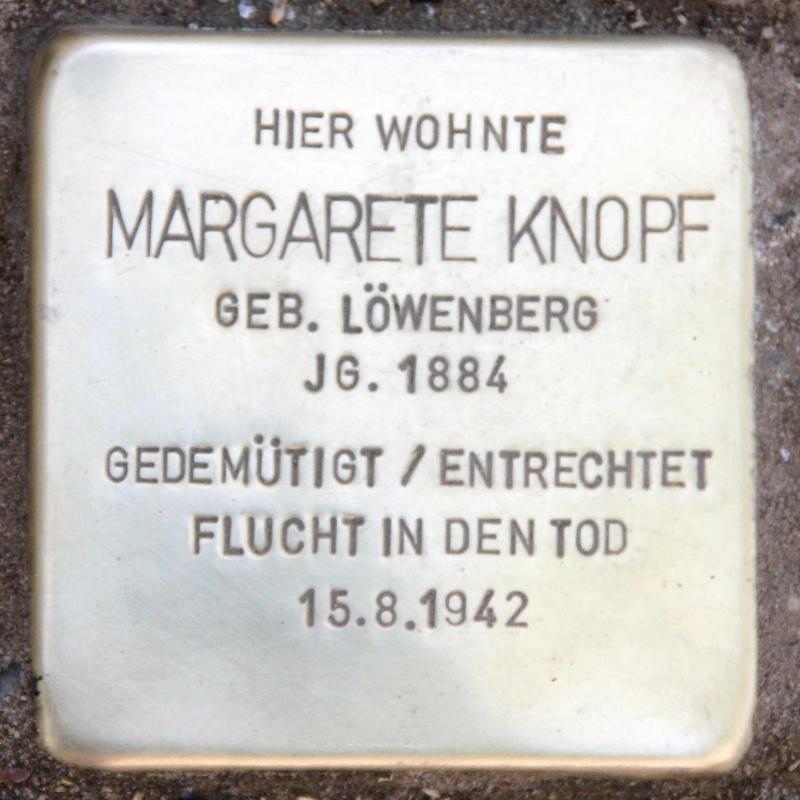 HIER WOHNTE
MARGARETE KNOPF
GEB. LÖWENBERG
JG. 1884
GEDEMÜTIGT / ENTRECHTET
FLUCHT IN DEN TOD
15.8.1942